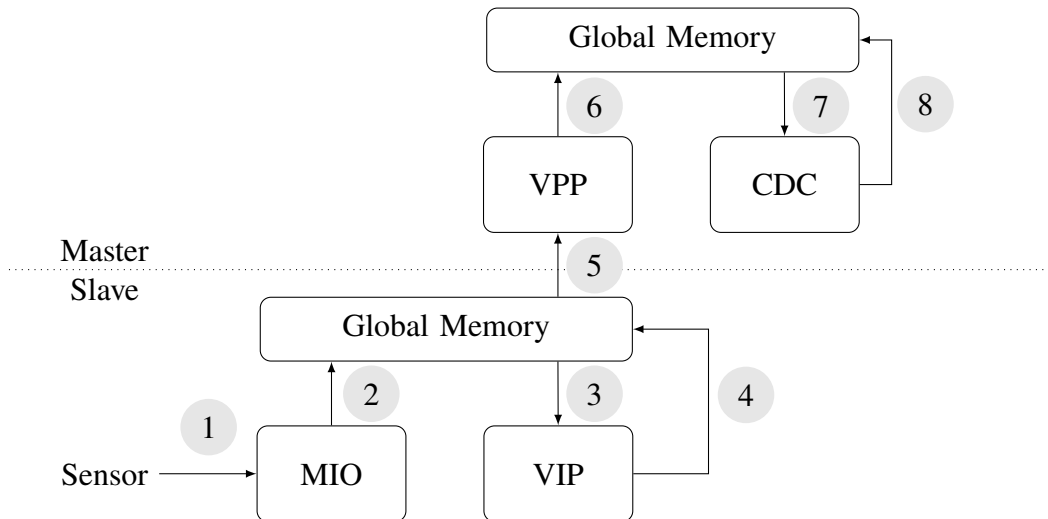 Global Memory
6
7
8
VPP
CDC
Master
5
Slave
Global Memory
2
3
4
1
Sensor
MIO
VIP